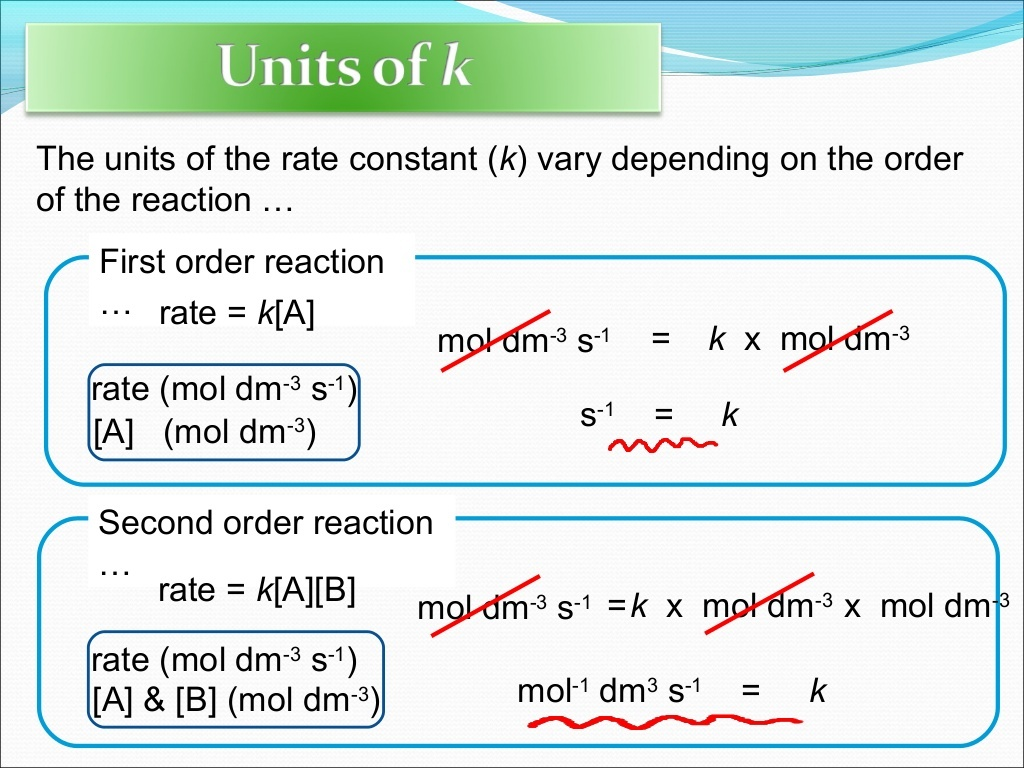 Units of k
The units of the rate constant (k) vary depending on the order
of the reaction …
First order reaction
… rate = k[A]
mol dm-3 s-1 = k x mol dm-3
rate (mol dm-3 s-1)
[A] (mol dm-3)
s-1 = k
Second order reaction
…
rate = k[A][B]
mol dm-3 s-1 = k x mol dm-3 x mol dm-3
rate (mol dm-3 s-1)
[A] & [B] (mol dm-3)
mol-1 dm3 s-1 = k